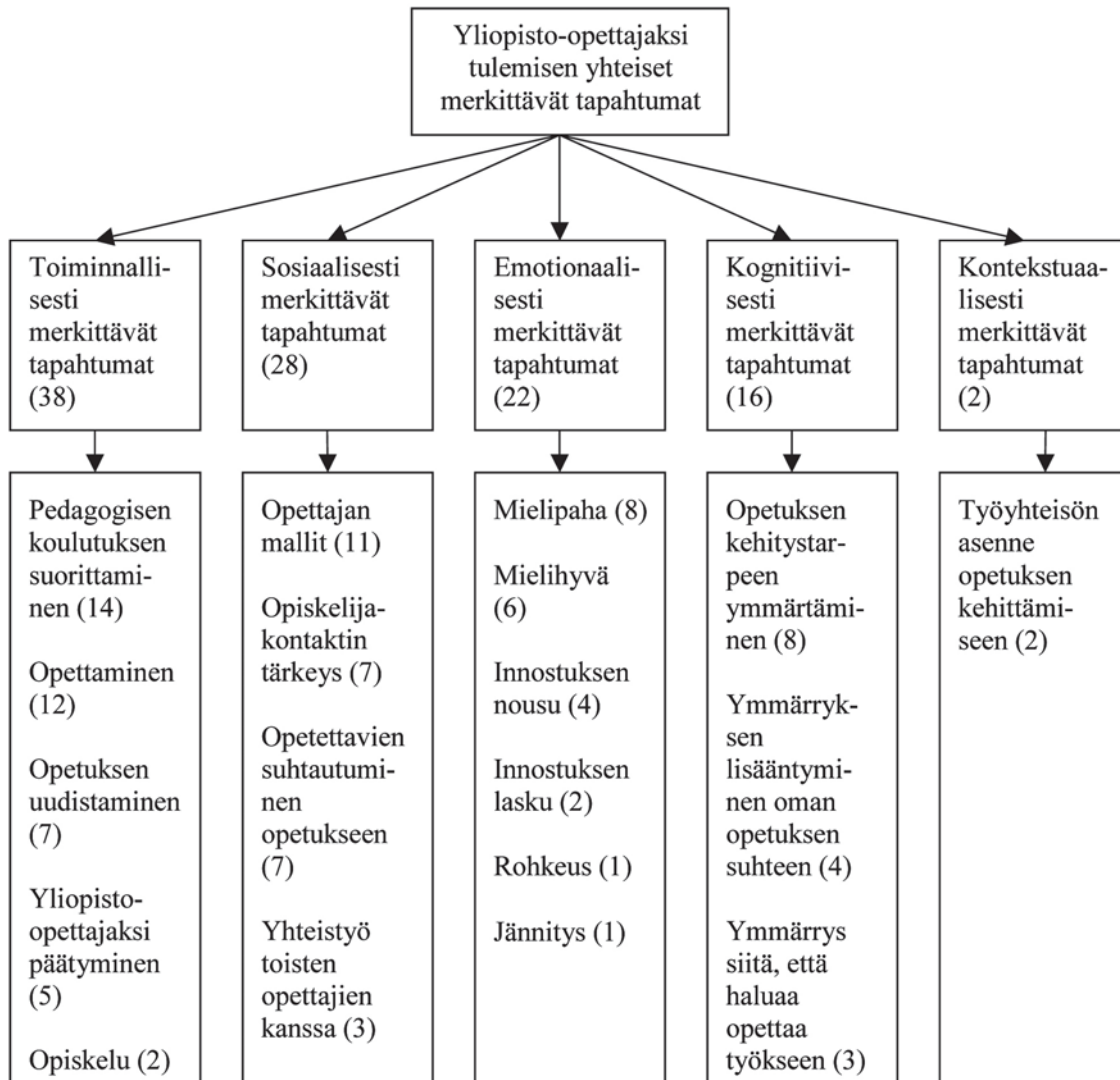 Yliopisto-opettajaksi
tulemisen yhteiset
merkittävät tapahtumat
Toiminnalli-
sesti
merkittävät
tapahtumat
(38)
Sosiaalisesti
merkittävät
tapahtumat
(28)
Emotionaali-
sesti
merkittävät
tapahtumat
(22)
Kognitiivi-
sesti
merkittävät
tapahtumat
(16)
Kontekstuaa-
lisesti
merkittävät
tapahtumat
(2)
Pedagogisen
koulutuksen
suorittami-
nen (14)
Opettaminen
(12)
Opetuksen
uudistaminen
(7)
Yliopisto-
opettajaksi
päätyminen
(5)
Opiskelu (2)
Opettajan
mallit (11)
Opiskelija-
kontaktin
tärkeys (7)
Opetettavien
suhtautumi-
nen
opetukseen
(7)
Yhteistyö
toisten
opettajien
kanssa (3)
Mielipaha (8)
Mielihyvä
(6)
Innostuksen
nousu (4)
Innostuksen
lasku (2)
Rohkeus (1)
Jännitys (1)
Opetuksen
kehitystar-
peen
ymmärtämi-
nen (8)
Ymmärryk-
sen
lisääntymi-
nen oman
opetuksen
suhteen (4)
Ymmärrys
siitä, että
haluaa
opettaa
työkseen (3)
Työyhteisön
asenne
opetuksen
kehittämi-
seen (2)